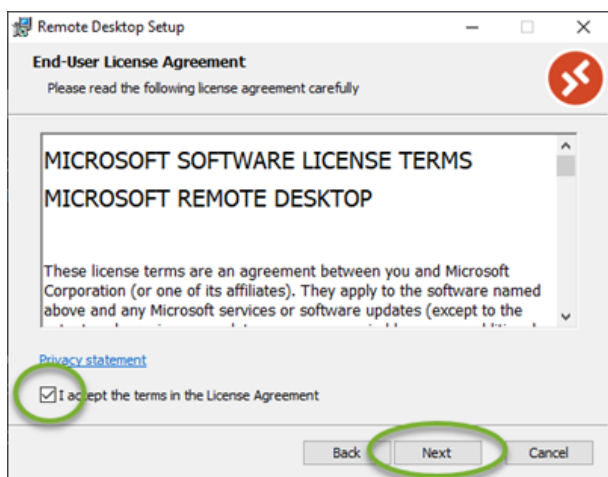 Remote Desktop Setup
End-User License Agreement
Please read the following license agreement carefully
MICROSOFT SOFTWARE LICENSE TERMS
MICROSOFT REMOTE DESKTOP
These license terms are an agreement between you and Microsoft
Corporation (or one of its affiliates). They apply to the software named
above and any Microsoft services or software updates (except to the
Privacy statement
I accept the terms in the License Agreement
Back Next Cancel